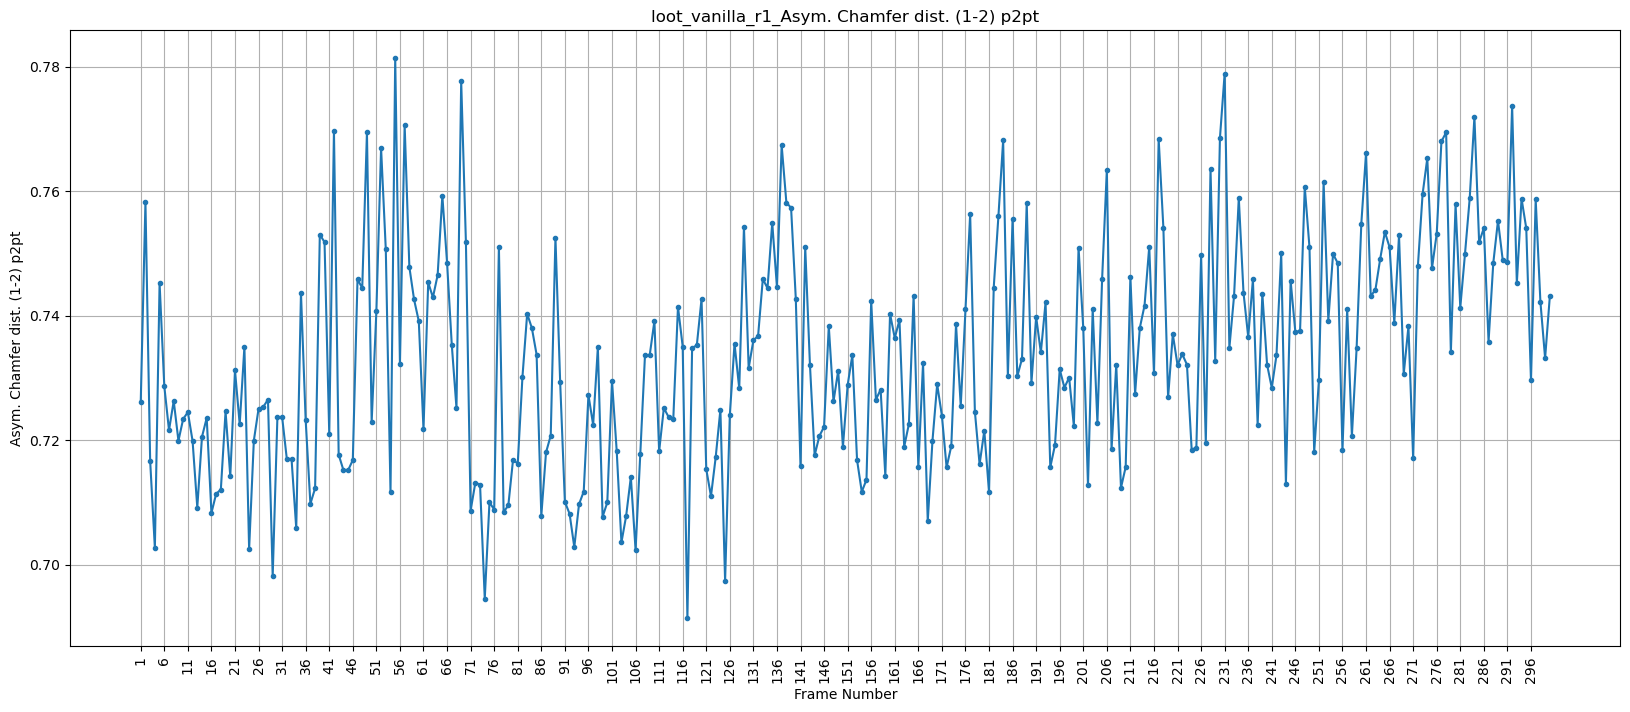 loot_vanilla_r1_Asym. Chamfer dist. (1-2) p2pt
Asym. Chamfer dist. (1-2) p2pt
0.78
0.76
0.74
0.72
0.70
1 6 11 16 21 26 31 36 41 46 51 56 61 66 71 76 81 86 91 96 101 106 111 116 121 126 131 136 141 146 151 156 161 166 171 176 181 186 191 196 201 206 211 216 221 226 231 236 241 246 251 256 261 266 271 276 281 286 291 296
Frame Number